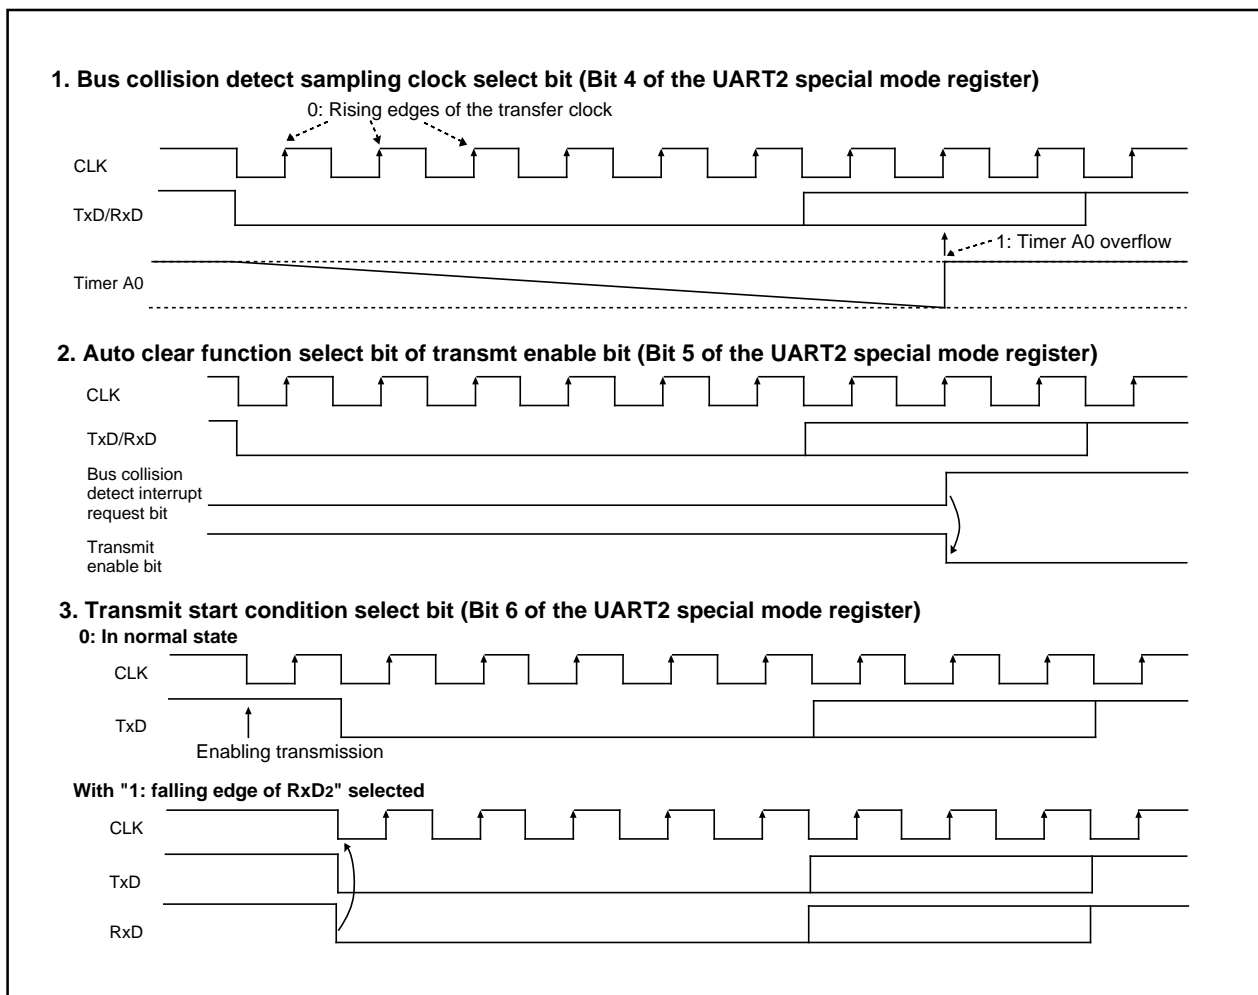 1. Bus collision detect sampling clock select bit (Bit 4 of the UART2 special mode register)
0: Rising edges of the transfer clock
CLK
TxD/RxD
1: Timer A0 overflow
Timer A0
2. Auto clear function select bit of transmt enable bit (Bit 5 of the UART2 special mode register)
CLK
TxD/RxD
Bus collision
detect interrupt
request bit
Transmit
enable bit
3. Transmit start condition select bit (Bit 6 of the UART2 special mode register)
0: In normal state
CLK
TxD
Enabling transmission
With "1: falling edge of RxD2" selected
CLK
TxD
RxD